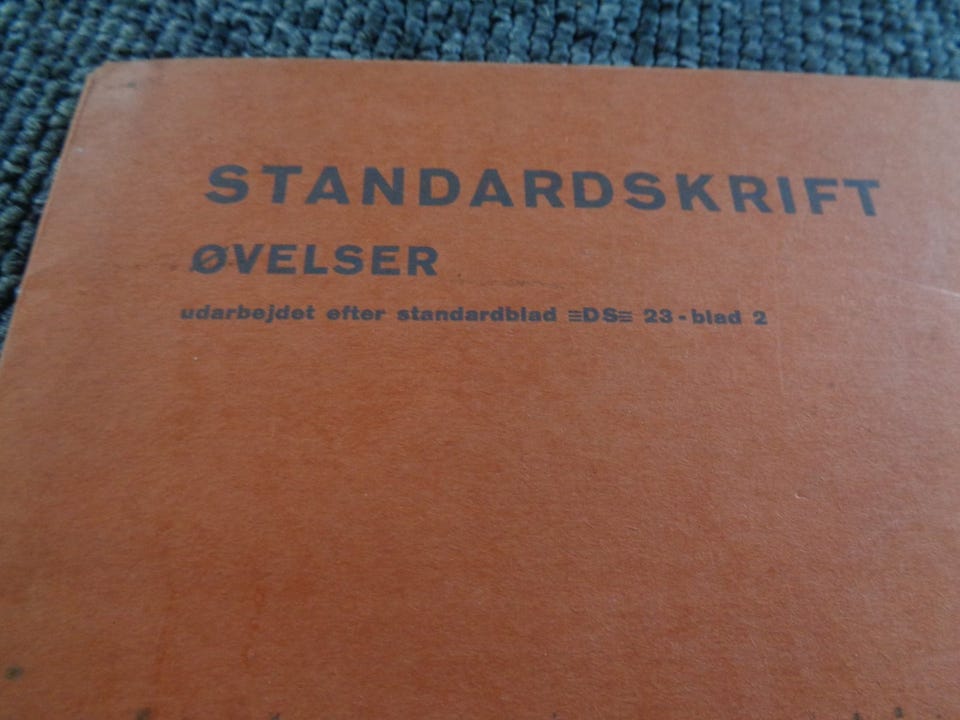 STANDARDSKRIFT
ØVELSER
udarbejdet efter standardblad ≡DS≡ 23 - blad 2